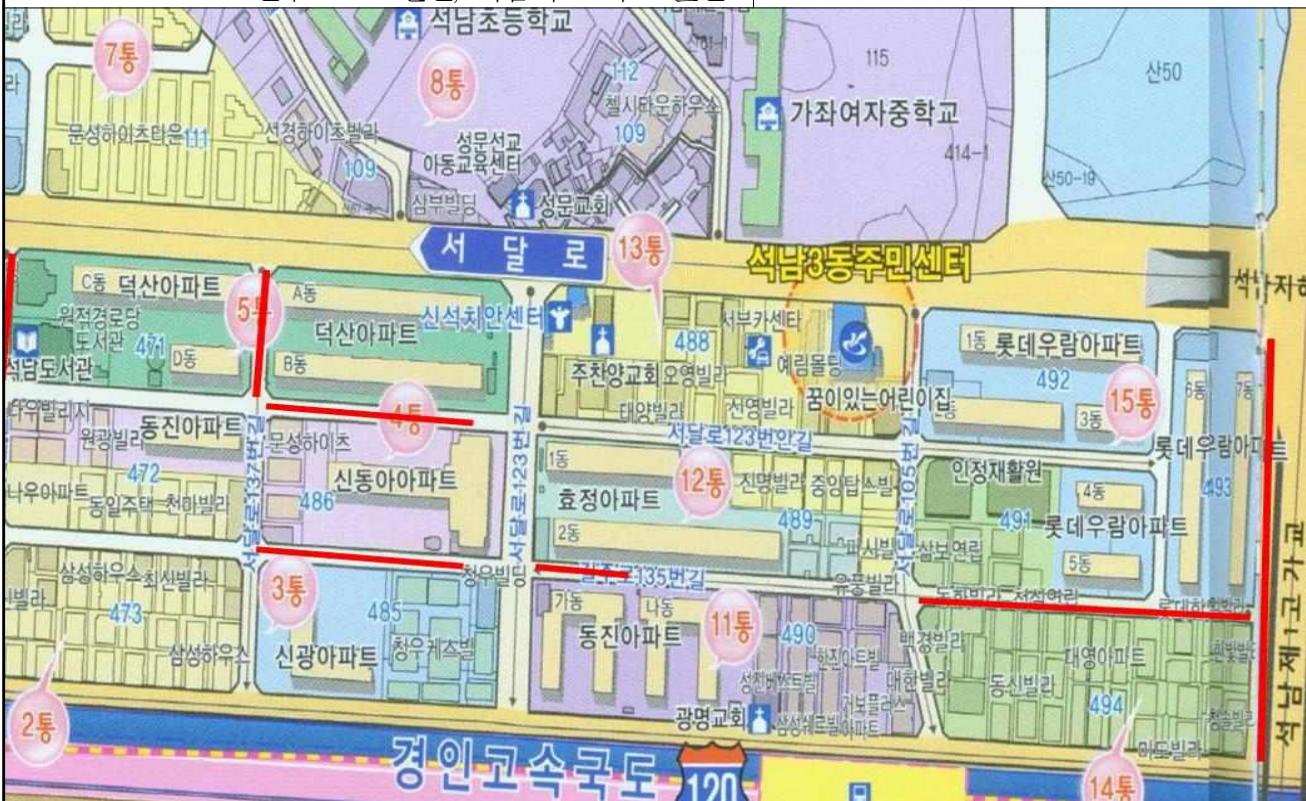 석남초등학교
7통
8통
112
115
산50
첼시타운하우스
가좌여자중학교
문성하이츠타운 111
선경하이츠빌라
109
성문선교
아동교육센터
109
414-1
산50-19
삼부빌딩
성문교회
서달로
13통
석남3동주민센터
C동
덕산아파트
5통
A동
신석치안센터
서부카센타
1동
롯데우람아파트
원적경로당
도서관
471
덕산아파트
488
예림몰딩
492
6동
7동
석남도서관
D동
B동
주찬양교회
오영빌라
꿈이있는어린이집
3동
15통
4통
태양빌라
신영빌라
원광빌라
동진아파트
문성하이츠
서달로123번안길
롯데우람아파트
472
신동아아파트
1동
12통
진명빌라
중앙탑스빌
인정재활원
4동
493
나우아파트
동일주택
천마빌라
486
효정아파트
489
491
롯데우람아파트
서달로137번길
서달로123번길
서달로105번길
2동
삼보연립
5동
삼성하우스
최신빌라
3통
청우빌딩
135번길
유풍빌라
473
485
가동
나동
11통
490
백경빌라
삼성하우스
신광아파트
창우케스빌
동진아파트
한진아트빌
대한빌라
대영아파트
동신빌라
494
2통
광명교회
삼성쉐르빌아파트
미도빌라
석남제1고가교
경인고속국도
120
14통